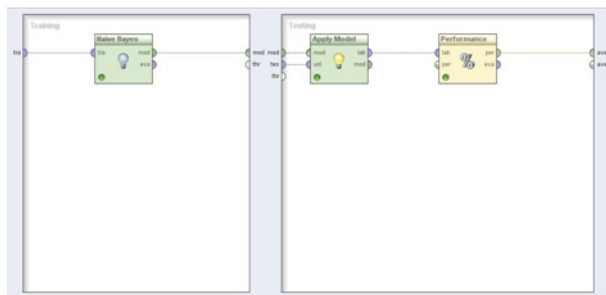 Training
Testing
Naive Bayes
Apply Model
Performance
tra
tra
mod
exa
mod
mod
thr
tes
thr
mod
lab
unl
mod
lab
per
per
exa
ave
ave